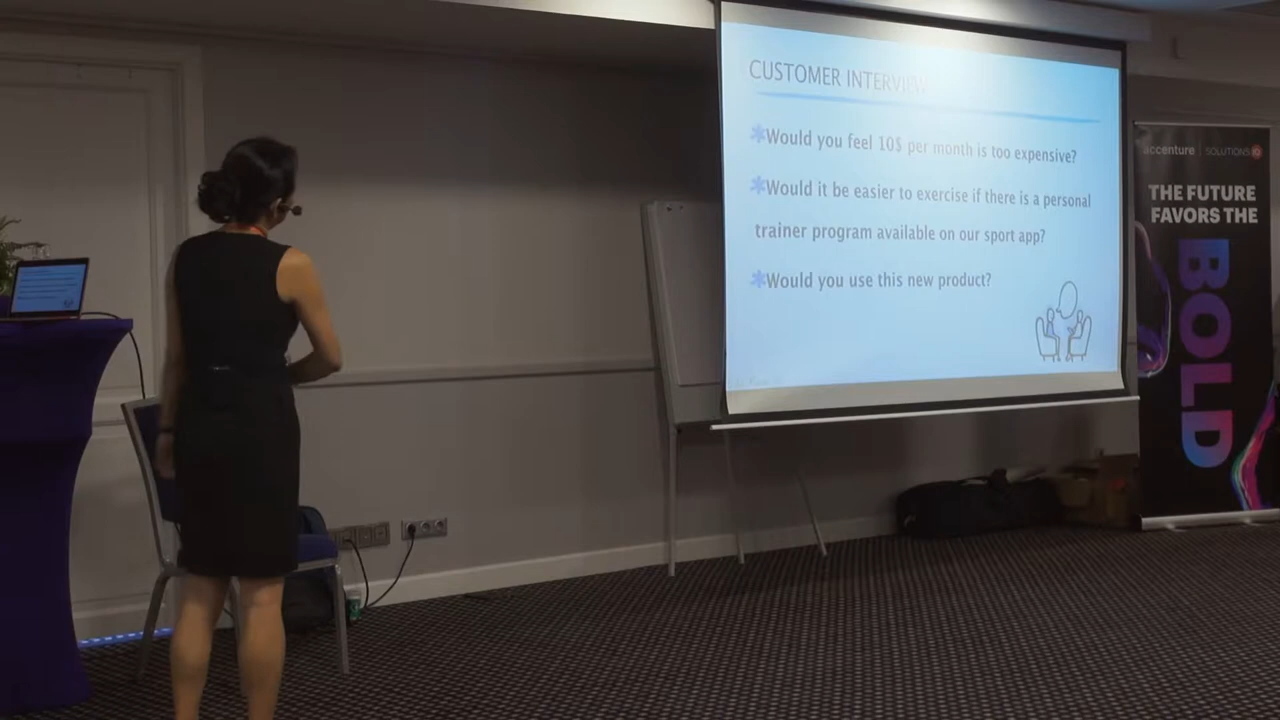 CUSTOMER INTERVIEW
*Would you feel 10$ per month is too expensive?
*Would it be easier to exercise if there is a personal
trainer program available on our sport app?
*Would you use this new product?
accenture | SOLUTIONSIQ
THE FUTURE
FAVORS THE
BOLD